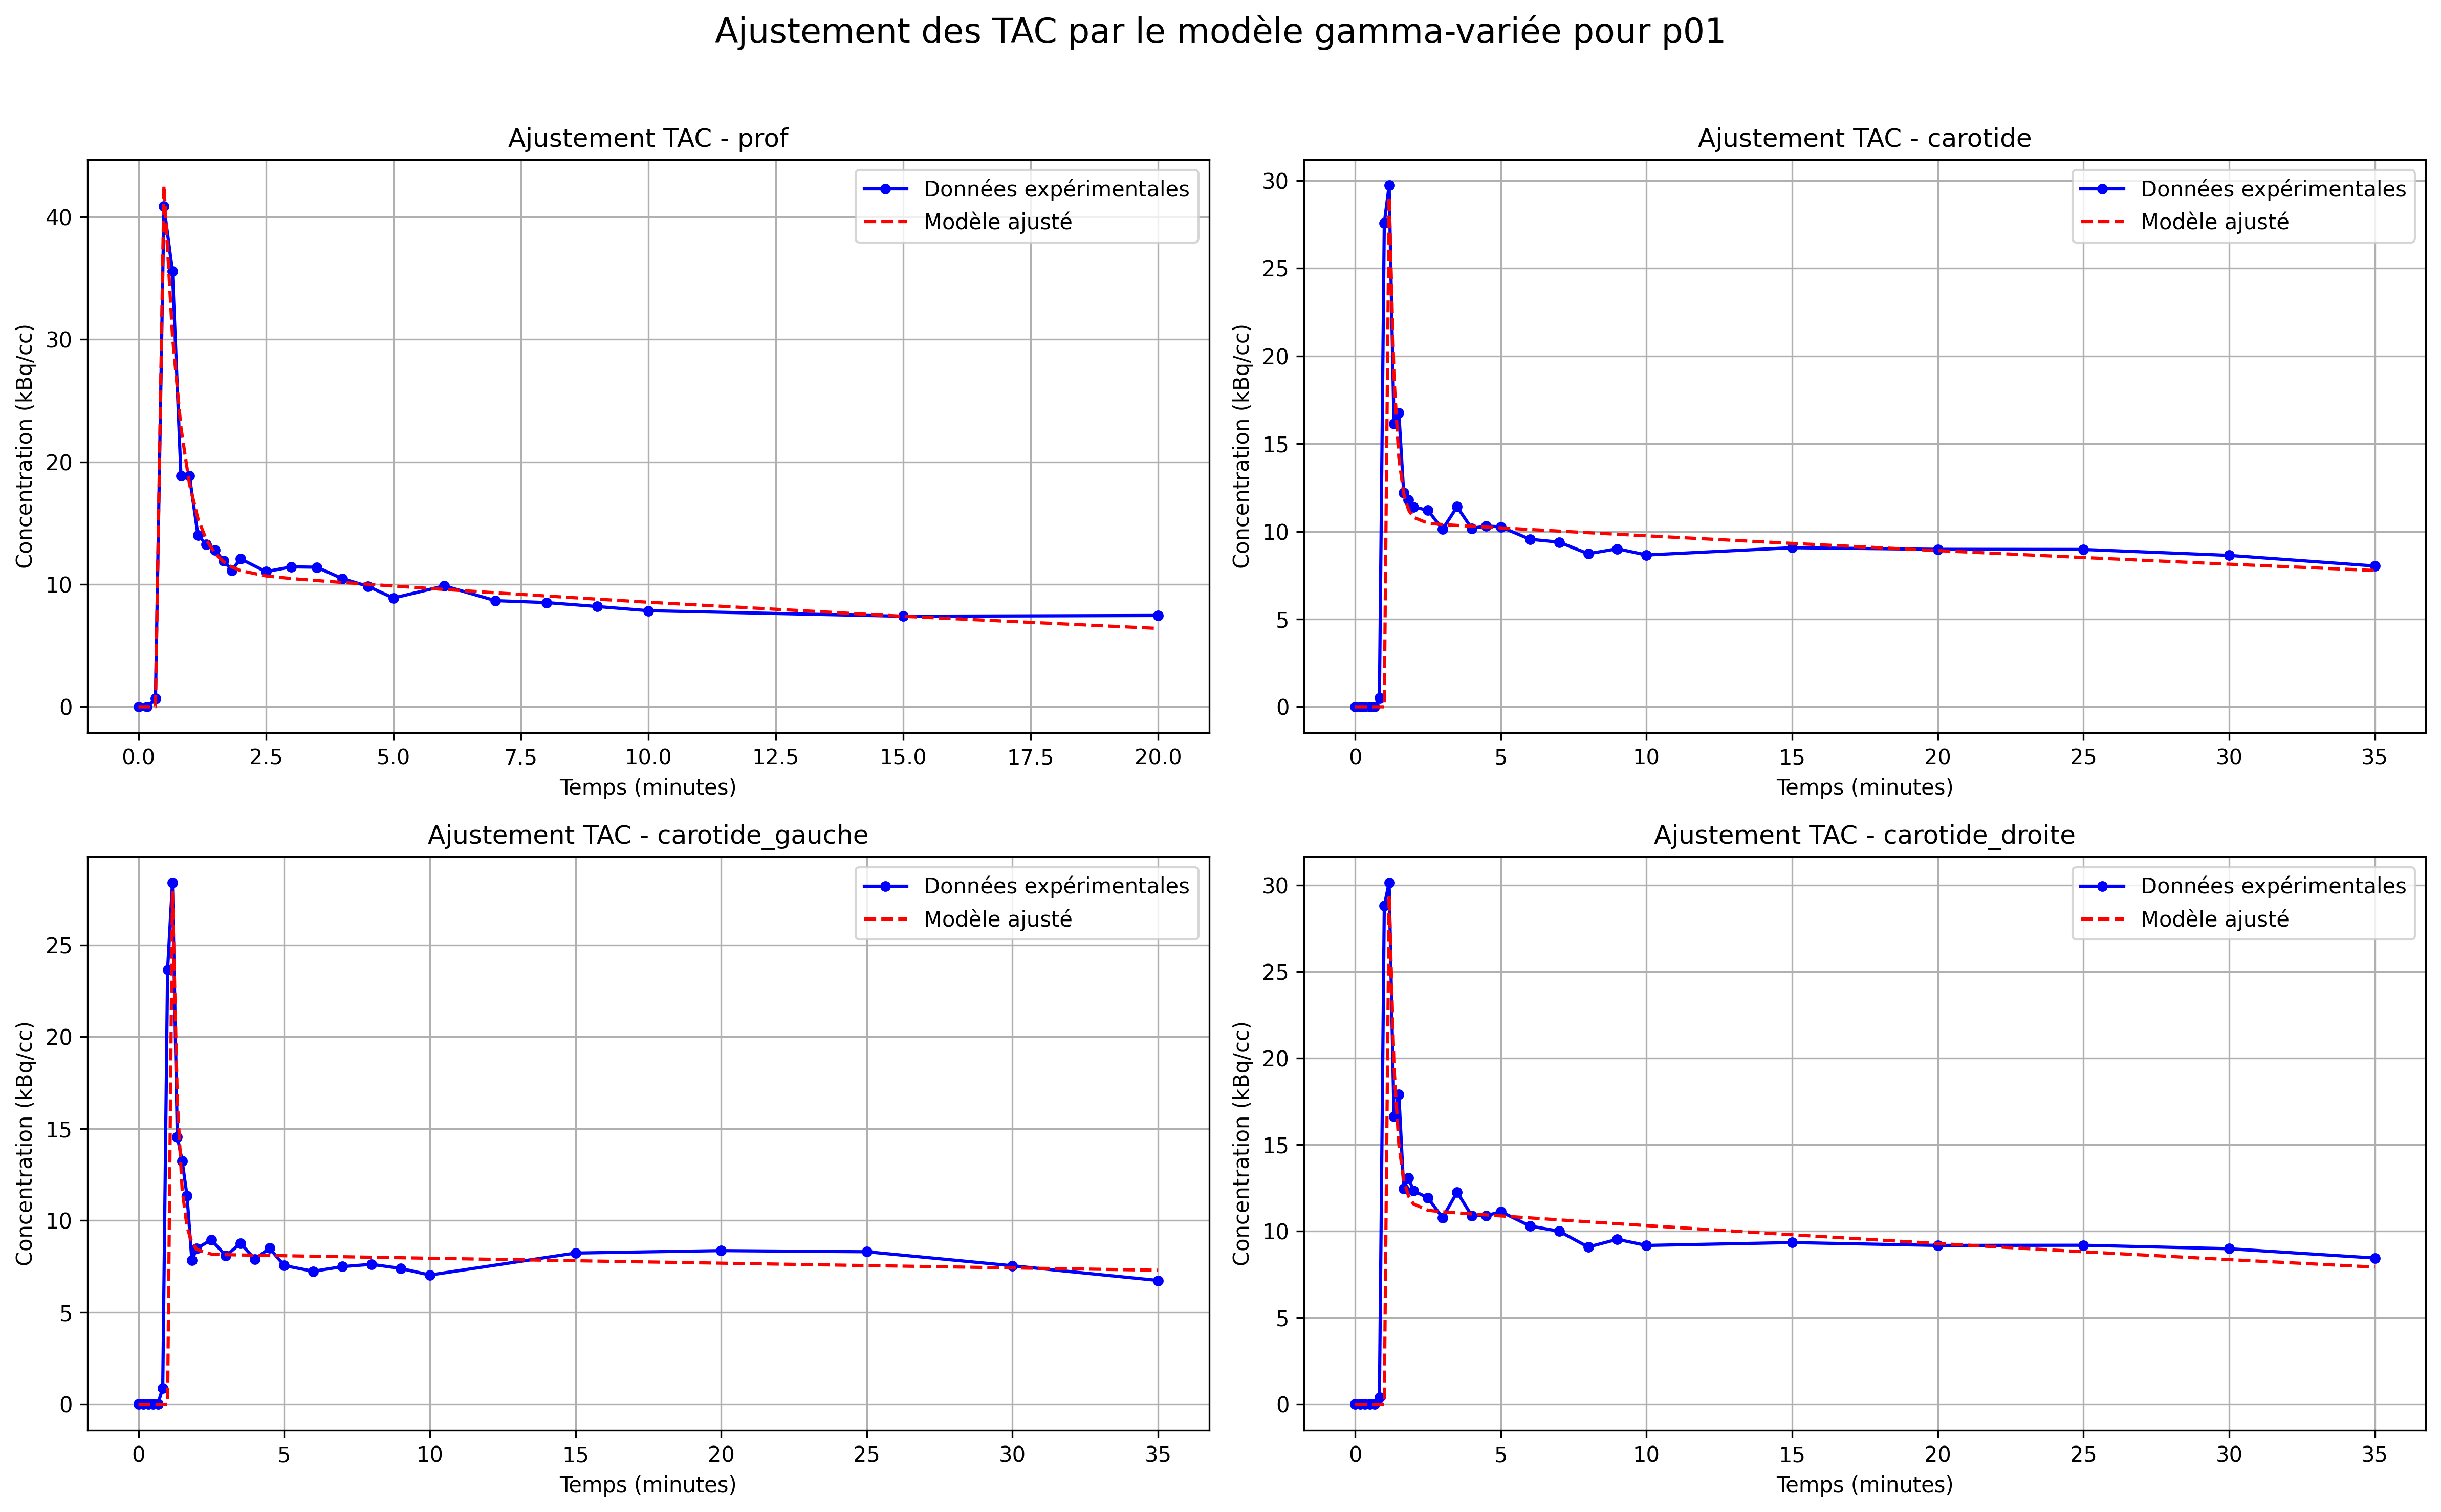 Ajustement des TAC par le modèle gamma-variée pour p01
Ajustement TAC - prof
Concentration (kBq/cc)
40
30
20
10
0
Données expérimentales
Modèle ajusté
0.0 2.5 5.0 7.5 10.0 12.5 15.0 17.5 20.0
Temps (minutes)
Ajustement TAC - carotide
Concentration (kBq/cc)
30
25
20
15
10
5
0
Données expérimentales
Modèle ajusté
0 5 10 15 20 25 30 35
Temps (minutes)
Ajustement TAC - carotide_gauche
Concentration (kBq/cc)
25
20
15
10
5
0
Données expérimentales
Modèle ajusté
0 5 10 15 20 25 30 35
Temps (minutes)
Ajustement TAC - carotide_droite
Concentration (kBq/cc)
30
25
20
15
10
5
0
Données expérimentales
Modèle ajusté
0 5 10 15 20 25 30 35
Temps (minutes)